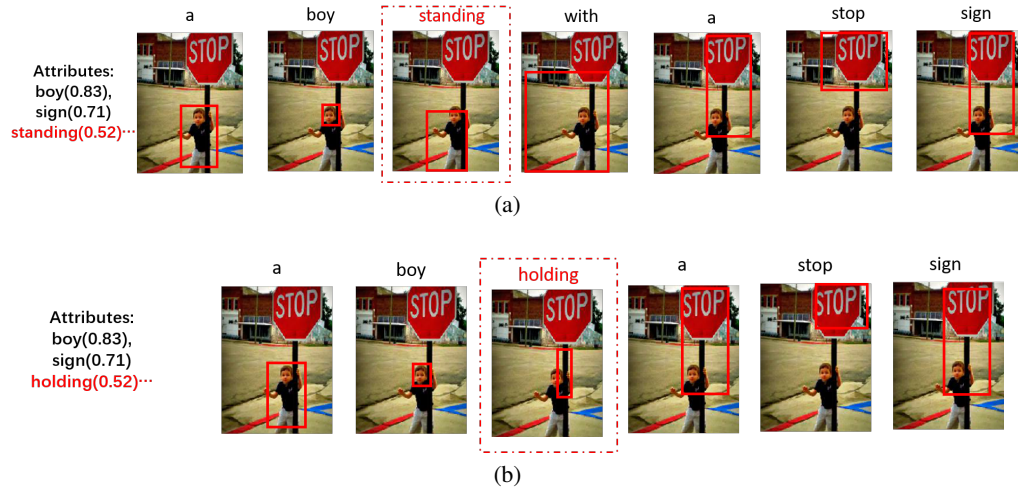 a boy standing with a stop sign
Attributes:
boy(0.83),
sign(0.71)
standing(0.52)···
STOP STOP STOP STOP STOP STOP STOP
(a)
a boy holding a stop sign
Attributes:
boy(0.83),
sign(0.71)
holding(0.52)···
STOP STOP STOP STOP STOP STOP
(b)